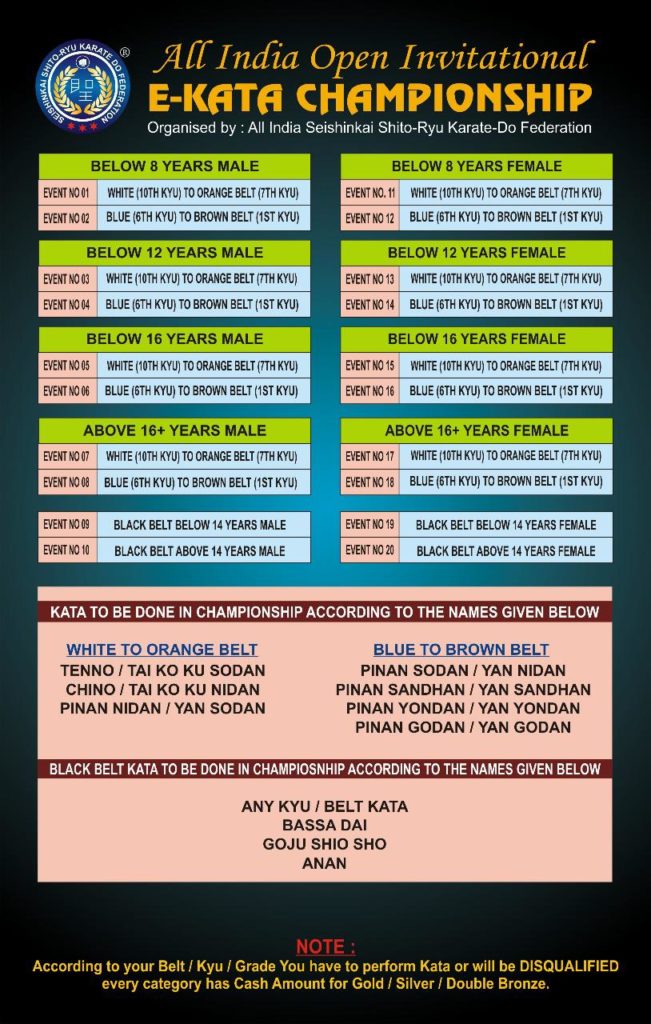 SEISHINKAI SHITO-RYU KARATE DO FEDERATION
®
聖
All India Open Invitational
E-KATA CHAMPIONSHIP
Organised by : All India Seishinkai Shito-Ryu Karate-Do Federation
BELOW 8 YEARS MALE
EVENT NO 01 WHITE (10TH KYU) TO ORANGE BELT (7TH KYU)
EVENT NO 02 BLUE (6TH KYU) TO BROWN BELT (1ST KYU)
BELOW 12 YEARS MALE
EVENT NO 03 WHITE (10TH KYU) TO ORANGE BELT (7TH KYU)
EVENT NO 04 BLUE (6TH KYU) TO BROWN BELT (1ST KYU)
BELOW 16 YEARS MALE
EVENT NO 05 WHITE (10TH KYU) TO ORANGE BELT (7TH KYU)
EVENT NO 06 BLUE (6TH KYU) TO BROWN BELT (1ST KYU)
ABOVE 16+ YEARS MALE
EVENT NO 07 WHITE (10TH KYU) TO ORANGE BELT (7TH KYU)
EVENT NO 08 BLUE (6TH KYU) TO BROWN BELT (1ST KYU)
EVENT NO 09 BLACK BELT BELOW 14 YEARS MALE
EVENT NO 10 BLACK BELT ABOVE 14 YEARS MALE
BELOW 8 YEARS FEMALE
EVENT NO. 11 WHITE (10TH KYU) TO ORANGE BELT (7TH KYU)
EVENT NO 12 BLUE (6TH KYU) TO BROWN BELT (1ST KYU)
BELOW 12 YEARS FEMALE
EVENT NO 13 WHITE (10TH KYU) TO ORANGE BELT (7TH KYU)
EVENT NO 14 BLUE (6TH KYU) TO BROWN BELT (1ST KYU)
BELOW 16 YEARS FEMALE
EVENT NO 15 WHITE (10TH KYU) TO ORANGE BELT (7TH KYU)
EVENT NO 16 BLUE (6TH KYU) TO BROWN BELT (1ST KYU)
ABOVE 16+ YEARS FEMALE
EVENT NO 17 WHITE (10TH KYU) TO ORANGE BELT (7TH KYU)
EVENT NO 18 BLUE (6TH KYU) TO BROWN BELT (1ST KYU)
EVENT NO 19 BLACK BELT BELOW 14 YEARS FEMALE
EVENT NO 20 BLACK BELT ABOVE 14 YEARS FEMALE
KATA TO BE DONE IN CHAMPIONSHIP ACCORDING TO THE NAMES GIVEN BELOW
WHITE TO ORANGE BELT
TENNO / TAI KO KU SODAN
CHINO / TAI KO KU NIDAN
PINAN NIDAN / YAN SODAN
BLUE TO BROWN BELT
PINAN SODAN / YAN NIDAN
PINAN SANDHAN / YAN SANDHAN
PINAN YONDAN / YAN YONDAN
PINAN GODAN / YAN GODAN
BLACK BELT KATA TO BE DONE IN CHAMPIOSNHIP ACCORDING TO THE NAMES GIVEN BELOW
ANY KYU / BELT KATA
BASSA DAI
GOJU SHIO SHO
ANAN
NOTE :
According to your Belt / Kyu / Grade You have to perform Kata or will be DISQUALIFIED
every category has Cash Amount for Gold / Silver / Double Bronze.